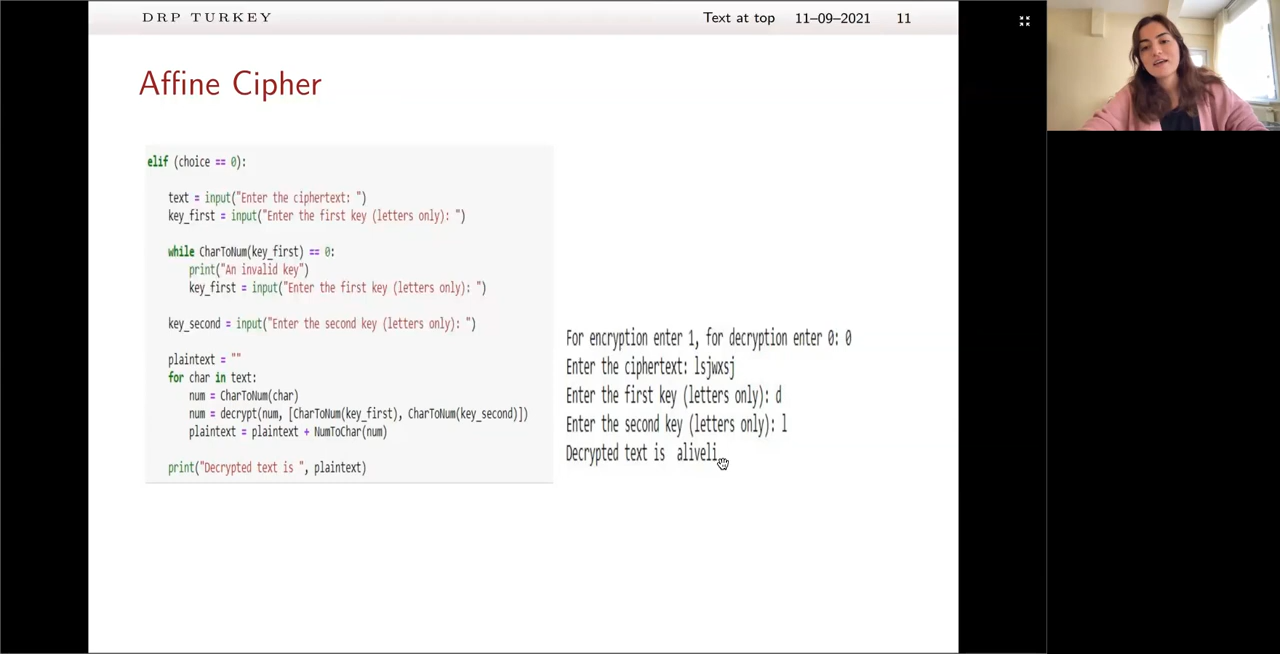 DRP TURKEY
Text at top 11–09–2021 11
Affine Cipher
elif (choice == 0):
text = input("Enter the ciphertext: ")
key_first = input("Enter the first key (letters only): ")
while CharToNum(key_first) == 0:
print("An invalid key")
key_first = input("Enter the first key (letters only): ")
key_second = input("Enter the second key (letters only): ")
plaintext = ""
for char in text:
num = CharToNum(char)
num = decrypt(num, [CharToNum(key_first), CharToNum(key_second)])
plaintext = plaintext + NumToChar(num)
print("Decrypted text is ", plaintext)
For encryption enter 1, for decryption enter 0: 0
Enter the ciphertext: lsjwxsj
Enter the first key (letters only): d
Enter the second key (letters only): l
Decrypted text is aliveli